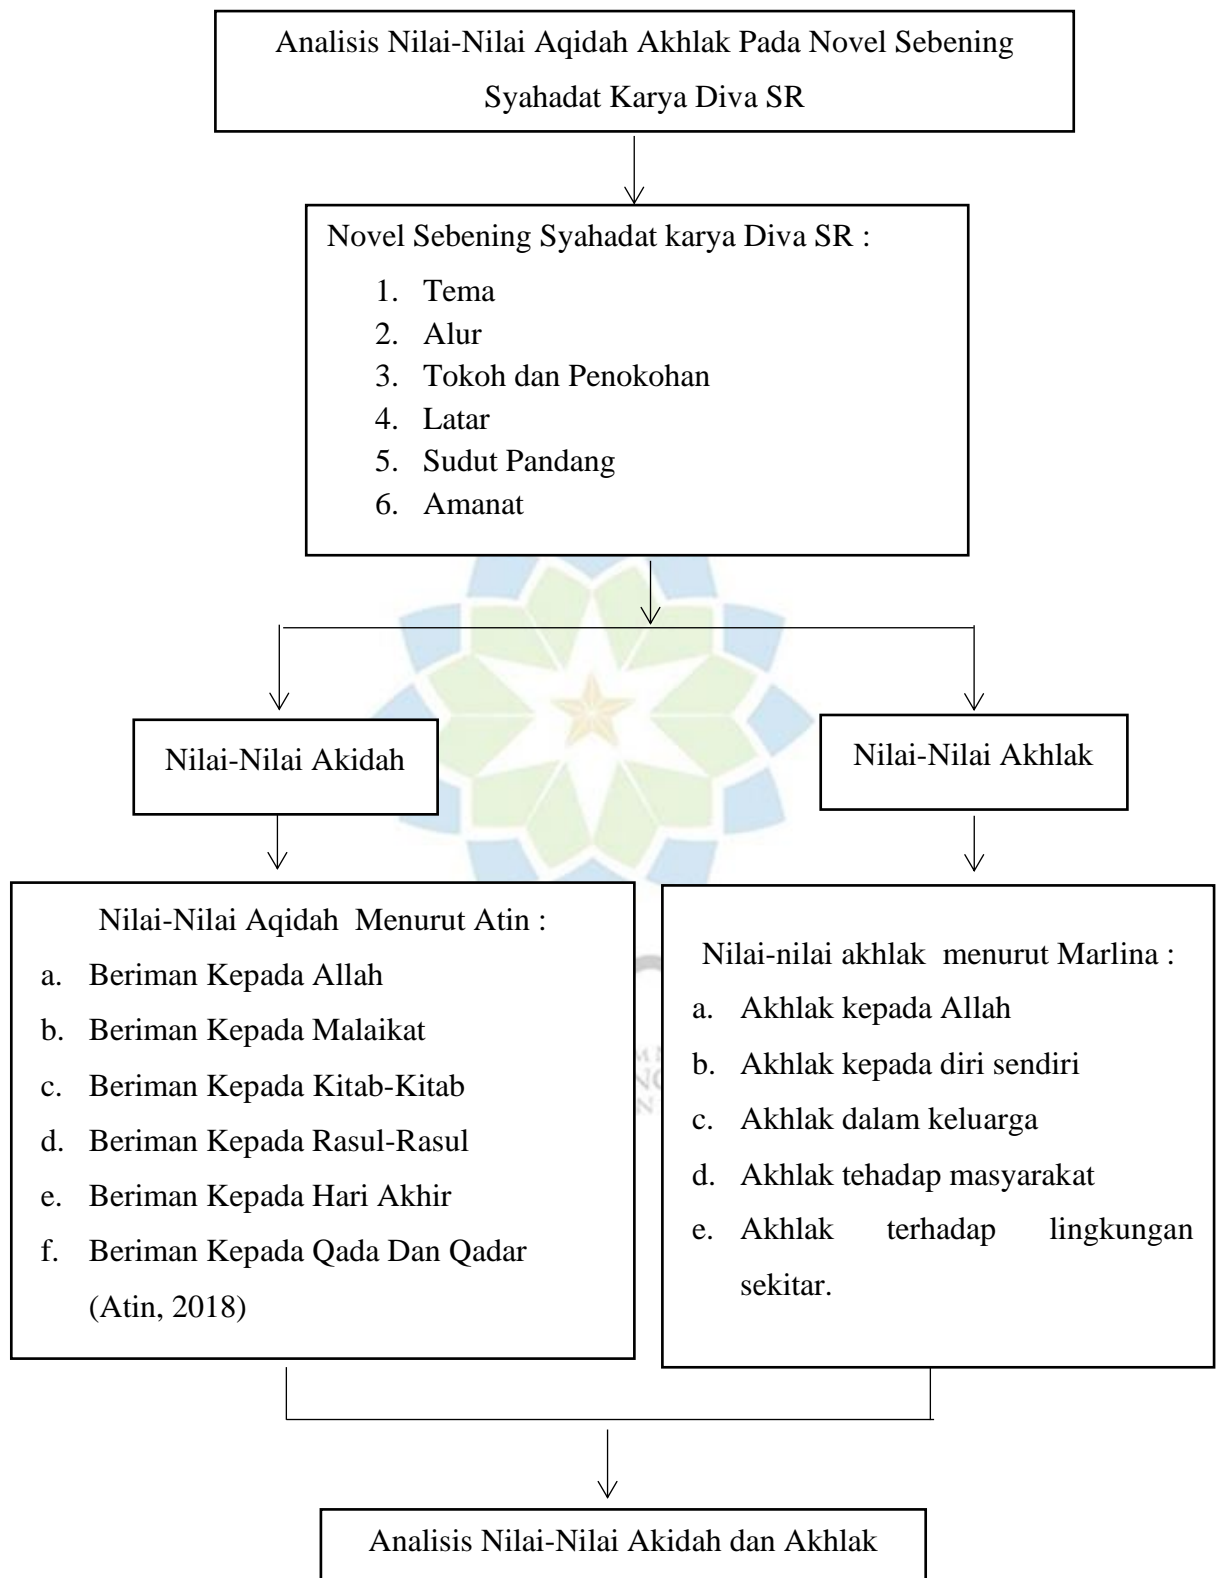 Analisis Nilai-Nilai Aqidah Akhlak Pada Novel Sebening
Syahadat Karya Diva SR
Novel Sebening Syahadat karya Diva SR :
1. Tema
2. Alur
3. Tokoh dan Penokohan
4. Latar
5. Sudut Pandang
6. Amanat
Nilai-Nilai Akidah
Nilai-Nilai Akhlak
Nilai-Nilai Aqidah Menurut Atin :
a. Beriman Kepada Allah
b. Beriman Kepada Malaikat
c. Beriman Kepada Kitab-Kitab
d. Beriman Kepada Rasul-Rasul
e. Beriman Kepada Hari Akhir
f. Beriman Kepada Qada Dan Qadar
(Atin, 2018)
Nilai-nilai akhlak menurut Marlina :
a. Akhlak kepada Allah
b. Akhlak kepada diri sendiri
c. Akhlak dalam keluarga
d. Akhlak tehadap masyarakat
e. Akhlak terhadap lingkungan
sekitar.
Analisis Nilai-Nilai Akidah dan Akhlak